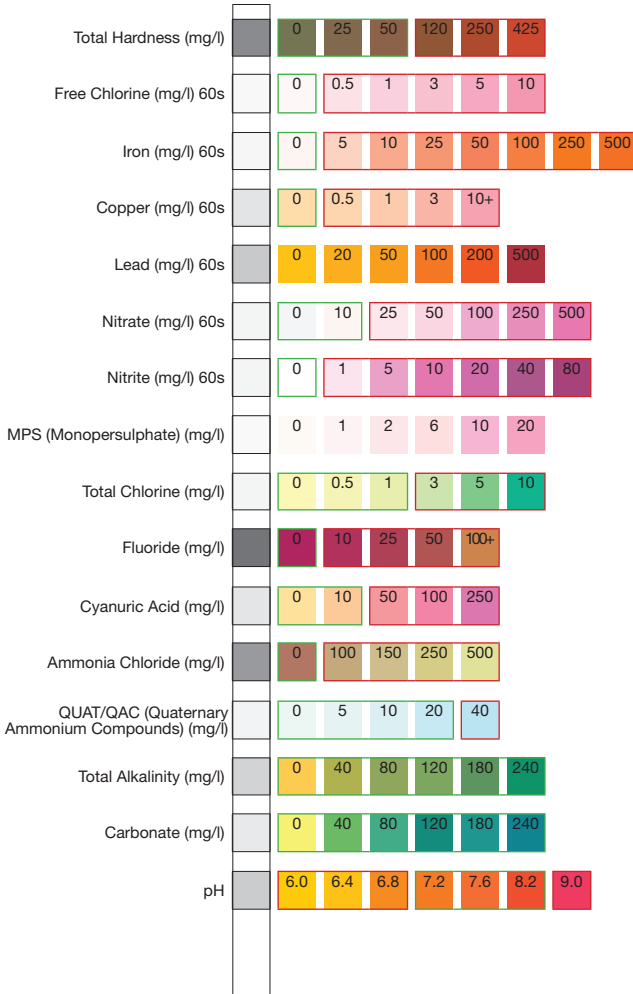 Total Hardness (mg/l) 0 25 50 120 250 425
Free Chlorine (mg/l) 60s 0 0.5 1 3 5 10
Iron (mg/l) 60s 0 5 10 25 50 100 250 500
Copper (mg/l) 60s 0 0.5 1 3 10+
Lead (mg/l) 60s 0 20 50 100 200 500
Nitrate (mg/l) 60s 0 10 25 50 100 250 500
Nitrite (mg/l) 60s 0 1 5 10 20 40 80
MPS (Monopersulphate) (mg/l) 0 1 2 6 10 20
Total Chlorine (mg/l) 0 0.5 1 3 5 10
Fluoride (mg/l) 0 10 25 50 100+
Cyanuric Acid (mg/l) 0 10 50 100 250
Ammonia Chloride (mg/l) 0 100 150 250 500
QUAT/QAC (Quaternary
Ammonium Compounds) (mg/l) 0 5 10 20 40
Total Alkalinity (mg/l) 0 40 80 120 180 240
Carbonate (mg/l) 0 40 80 120 180 240
pH 6.0 6.4 6.8 7.2 7.6 8.2 9.0